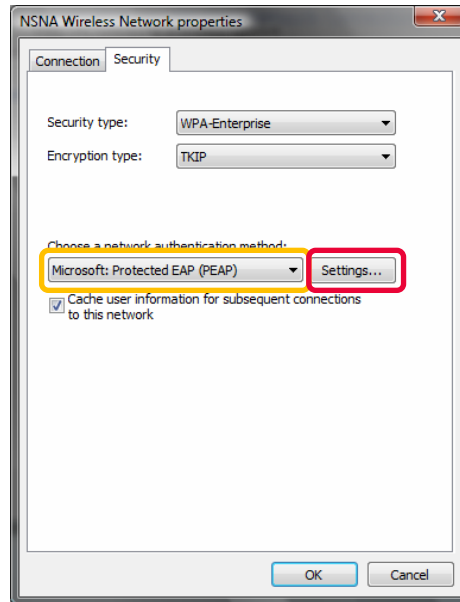 NSNA Wireless Network properties
Connection Security
Security type: WPA-Enterprise
Encryption type: TKIP
Choose a network authentication method:
Microsoft: Protected EAP (PEAP) Settings...
Cache user information for subsequent connections
to this network
OK Cancel